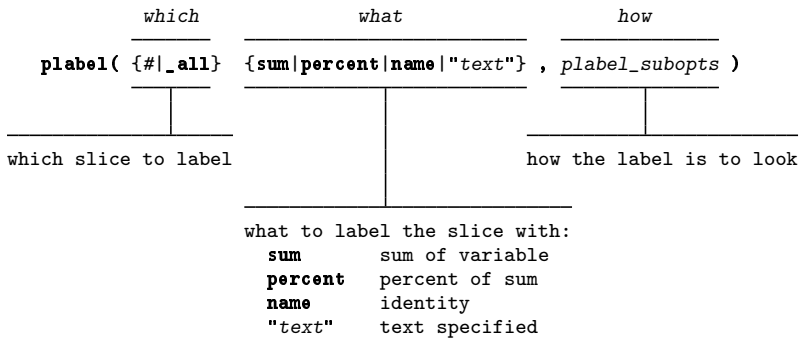 which what how
plabel( {#|_all} {sum|percent|name|"text"} , plabel_subopts )
which slice to label how the label is to look
what to label the slice with:
sum sum of variable
percent percent of sum
name identity
"text" text specified